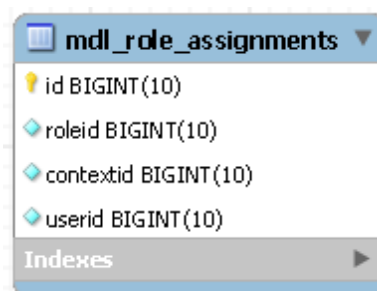 mdl_role_assignments
id BIGINT(10)
roleid BIGINT(10)
contextid BIGINT(10)
userid BIGINT(10)
Indexes